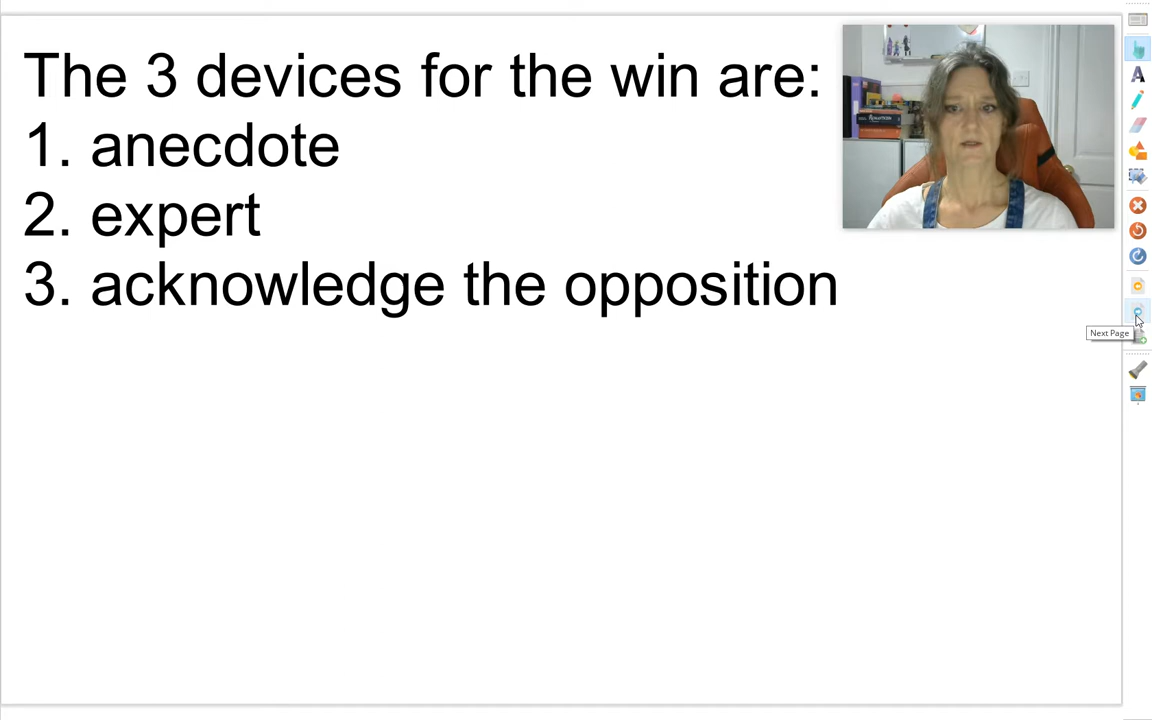 The 3 devices for the win are:
1. anecdote
2. expert
3. acknowledge the opposition
Next Page